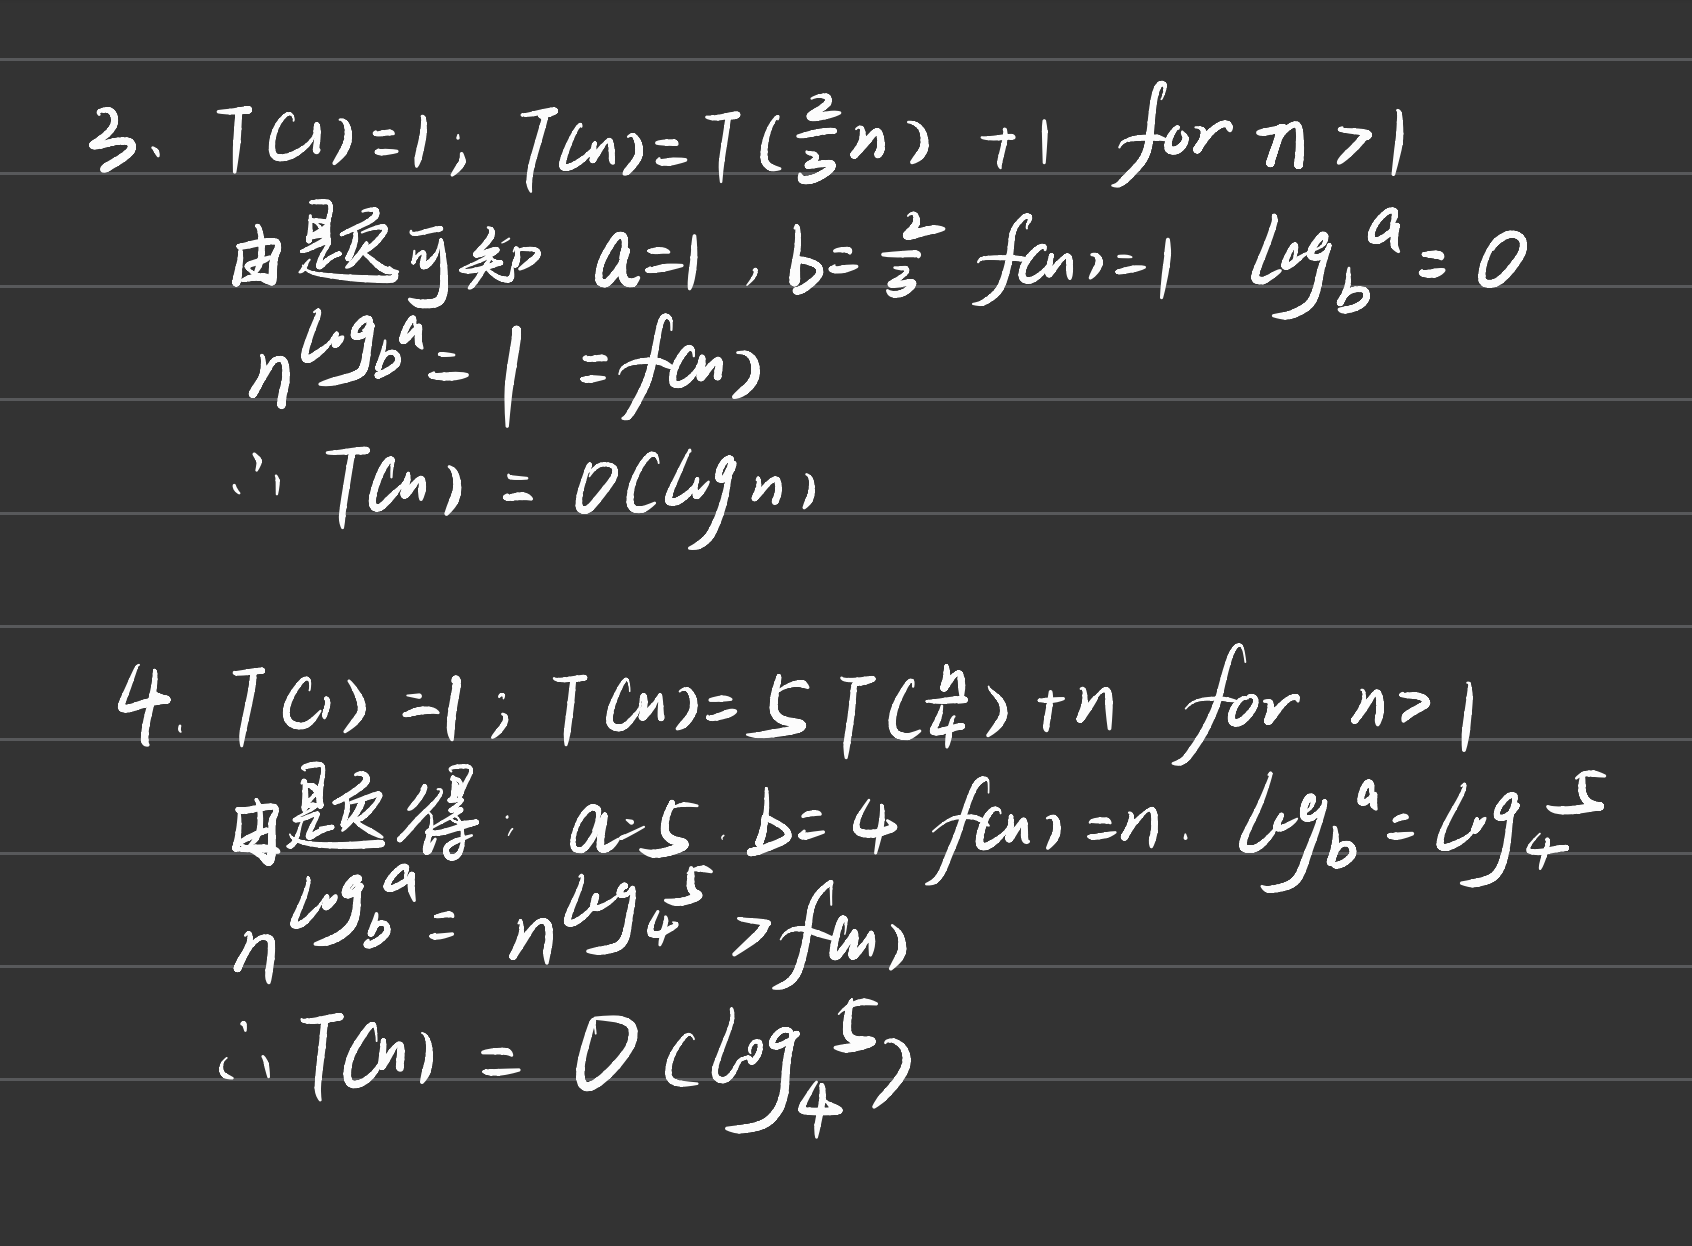 3、 T(1)=1; T(n)=T(\frac{2}{3}n) +1 for n>1
由题可知 a=1, b=\frac{2}{3} f(n)=1 log_b^a=0
n^{log_b^a}=1 =f(n)
∴ T(n) = O(log n)
4. T(1)=1; T(n)=5T(\frac{n}{4})+n for n>1
由题得: a=5. b=4 f(n)=n. log_b^a=log_4^5
n^{log_b^a}= n^{log_4^5} >f(n)
∴ T(n) = O(log_4^5)